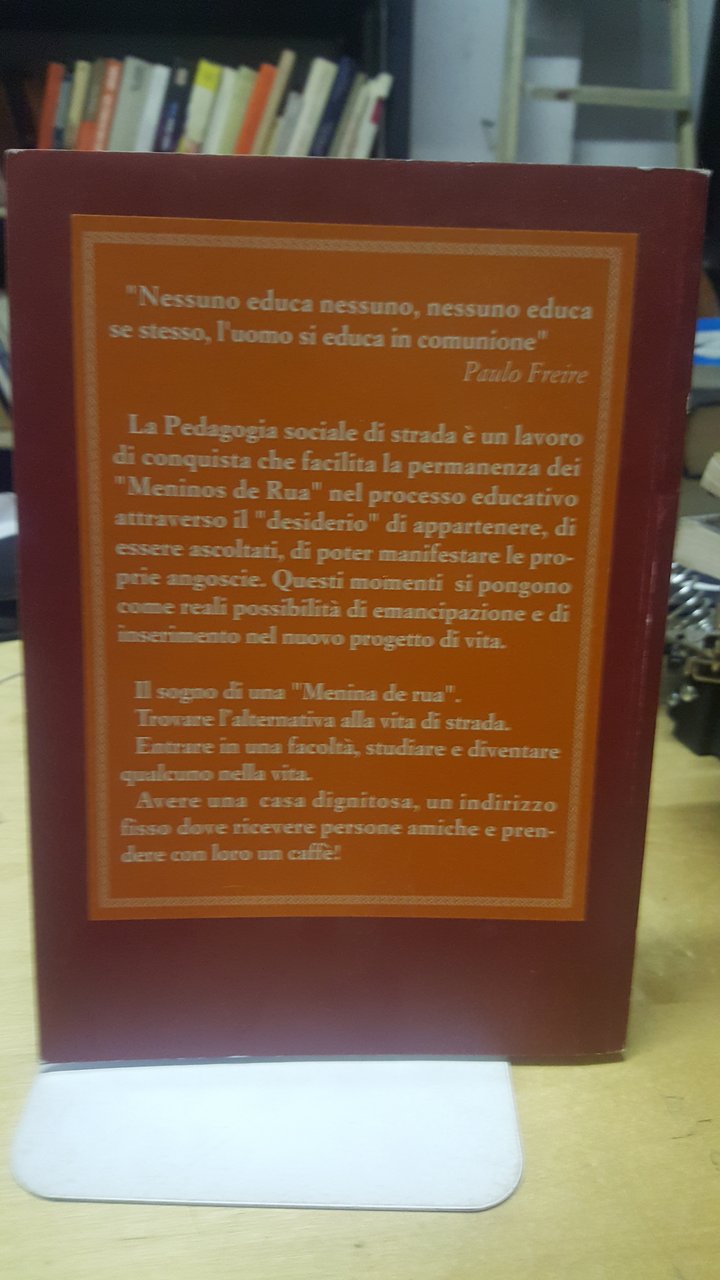 "Nessuno educa nessuno, nessuno educa
se stesso, l'uomo si educa in comunione"
Paulo Freire
La Pedagogia sociale di strada è un lavoro
di conquista che facilita la permanenza dei
"Meninos de Rua" nel processo educativo
attraverso il "desiderio" di appartenere, di
essere ascoltati, di poter manifestare le pro-
prie angoscie. Questi momenti si pongono
come reali possibilità di emancipazione e di
inserimento nel nuovo progetto di vita.
Il sogno di una "Menina de rua".
Trovare l'alternativa alla vita di strada.
Entrare in una facoltà, studiare e diventare
qualcuno nella vita.
Avere una casa dignitosa, un indirizzo
fisso dove ricevere persone amiche e pren-
dere con loro un caffè!